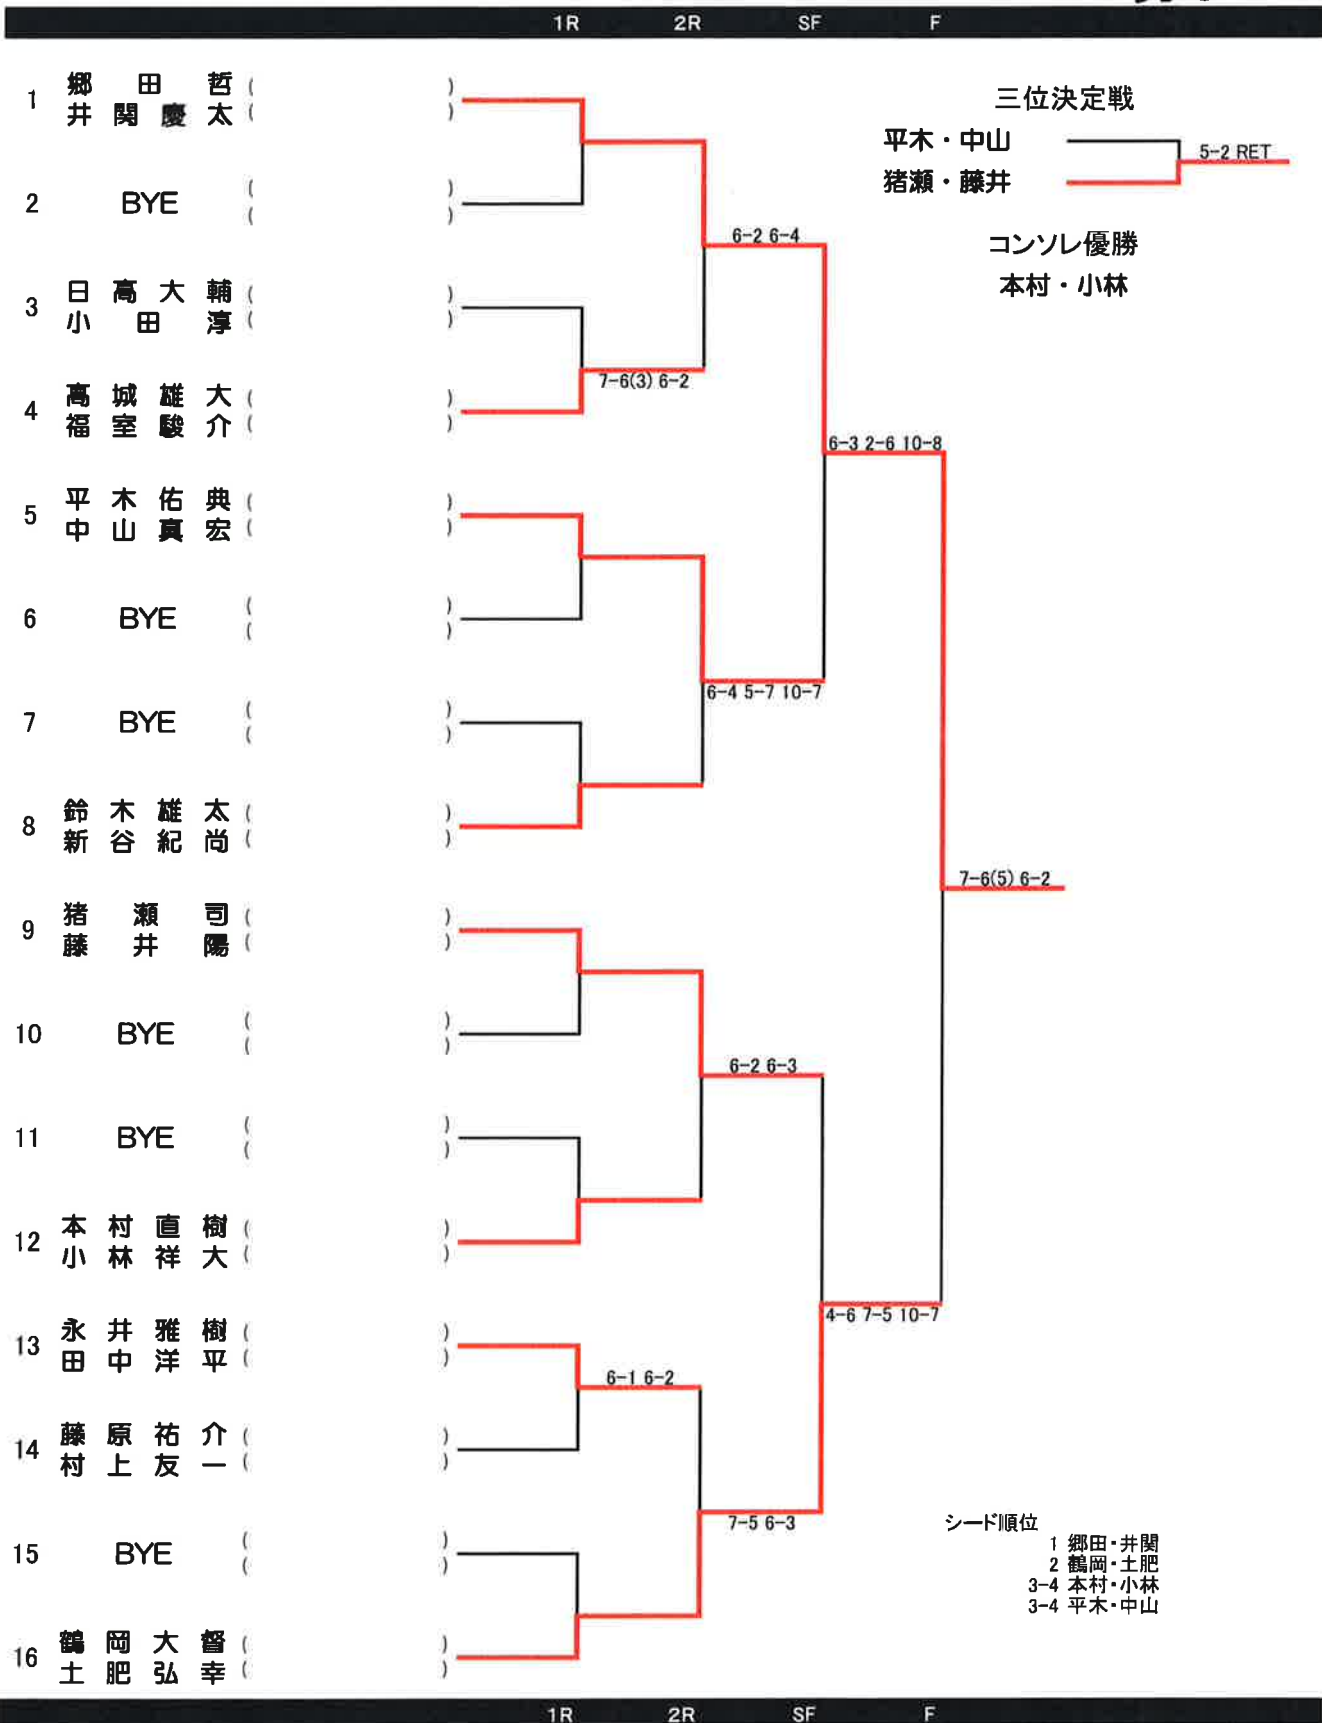 1R 2R SF F
1 郷田哲 ( )
井関慶太 ( )
2 BYE ( )
( )
3 日高大輔 ( )
小田淳 ( )
4 高城雄大 ( )
福室駿介 ( )
5 平木佑典 ( )
中山真宏 ( )
6 BYE ( )
( )
7 BYE ( )
( )
8 鈴木雄太 ( )
新谷紀尚 ( )
9 猪瀬司 ( )
藤井陽 ( )
10 BYE ( )
( )
11 BYE ( )
( )
12 本村直樹 ( )
小林祥大 ( )
13 永井雅樹 ( )
田中洋平 ( )
14 藤原祐介 ( )
村上友一 ( )
15 BYE ( )
( )
16 鶴岡大督 ( )
土肥弘幸 ( )
7-6(3) 6-2
6-1 6-2
6-2 6-4
6-4 5-7 10-7
6-2 6-3
7-5 6-3
6-3 2-6 10-8
4-6 7-5 10-7
7-6(5) 6-2
三位決定戦
平木・中山
猪瀬・藤井
5-2 RET
コンソレ優勝
本村・小林
シード順位
1 郷田・井関
2 鶴岡・土肥
3-4 本村・小林
3-4 平木・中山
1R 2R SF F